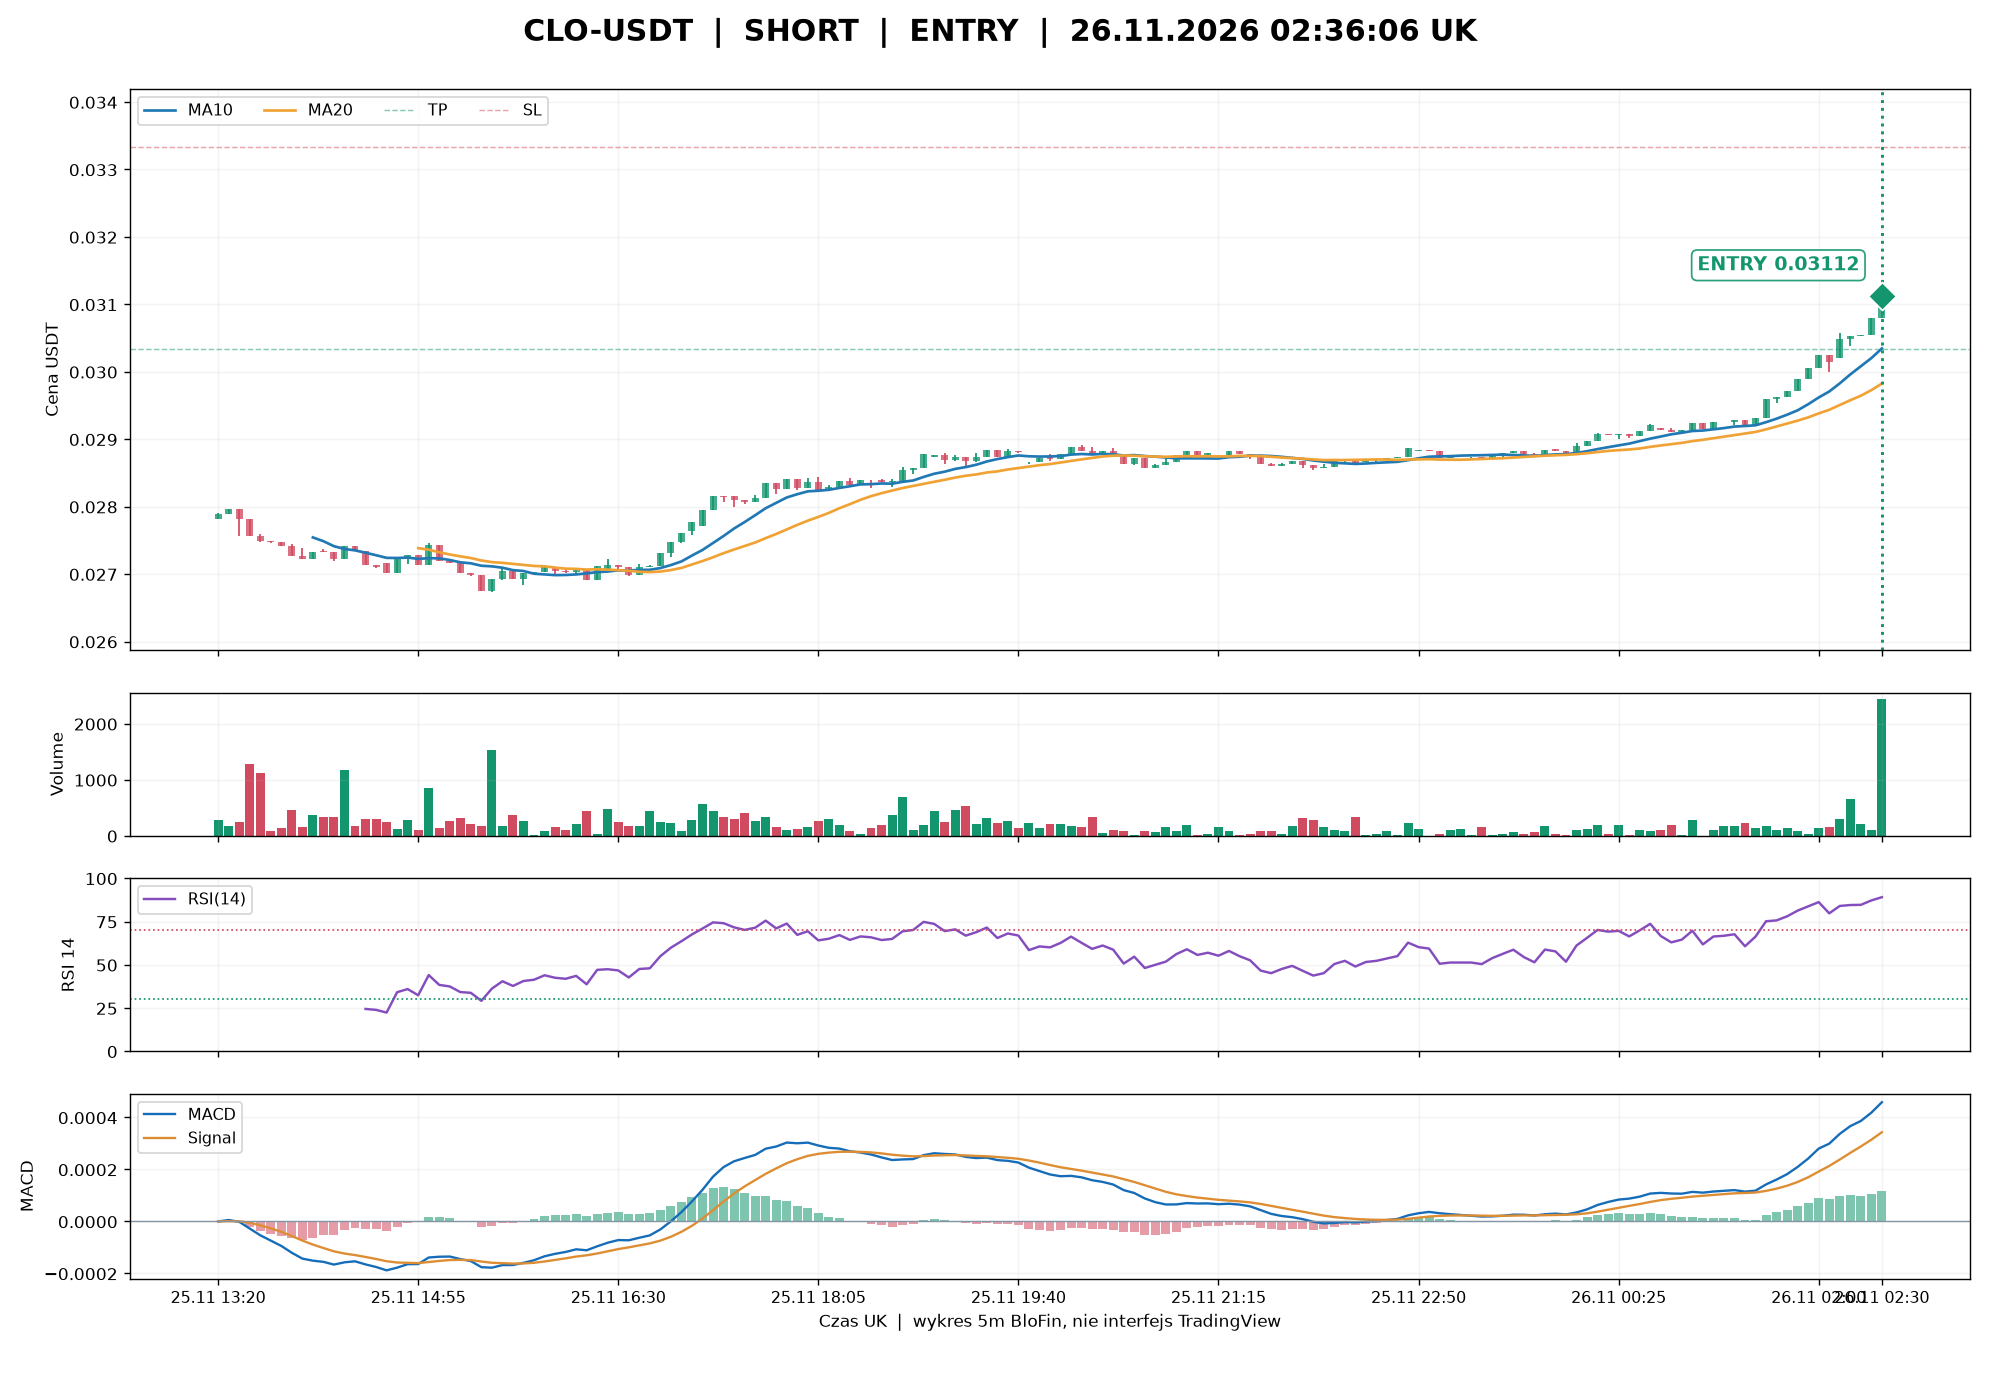 CLO-USDT | SHORT | ENTRY | 26.11.2026 02:36:06 UK
MA10 MA20 TP SL
0.034
0.033
0.032
0.031
0.030
0.029
0.028
0.027
0.026
Cena USDT
ENTRY 0.03112
2000
1000
0
Volume
RSI(14)
100
75
50
25
0
RSI 14
MACD
Signal
0.0004
0.0002
0.0000
−0.0002
MACD
25.11 13:20 25.11 14:55 25.11 16:30 25.11 18:05 25.11 19:40 25.11 21:15 25.11 22:50 26.11 00:25 26.11 02:00 26.11 02:30
Czas UK | wykres 5m BloFin, nie interfejs TradingView